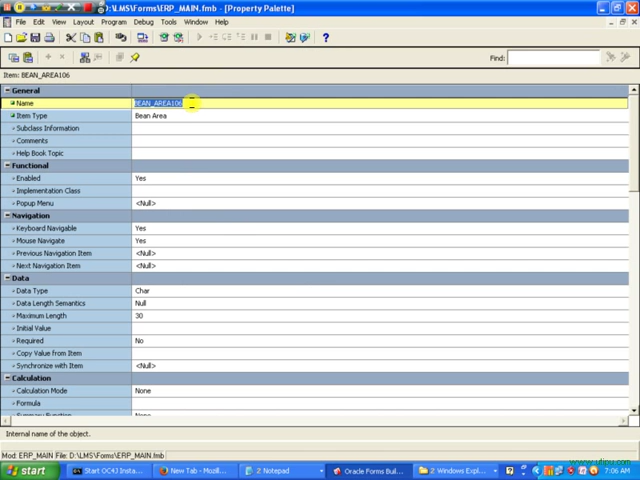 D:\LMS\Forms\ERP_MAIN.fmb - [Property Palette]
File Edit View Layout Program Debug Tools Window Help
Find:
Item: BEAN_AREA106
General
Name BEAN_AREA106
Item Type Bean Area
Subclass Information
Comments
Help Book Topic
Functional
Enabled Yes
Implementation Class
Popup Menu <Null>
Navigation
Keyboard Navigable Yes
Mouse Navigate Yes
Previous Navigation Item <Null>
Next Navigation Item <Null>
Data
Data Type Char
Data Length Semantics Null
Maximum Length 30
Initial Value
Required No
Copy Value from Item
Synchronize with Item <Null>
Calculation
Calculation Mode None
Formula
Summary Function None
Internal name of the object.
Mod: ERP_MAIN File: D:\LMS\Forms\ERP_MAIN.fmb
start Start OC4J Insta... New Tab - Mozill... 2 Notepad Oracle Forms Buil... 2 Windows Expl... 7:06 AM